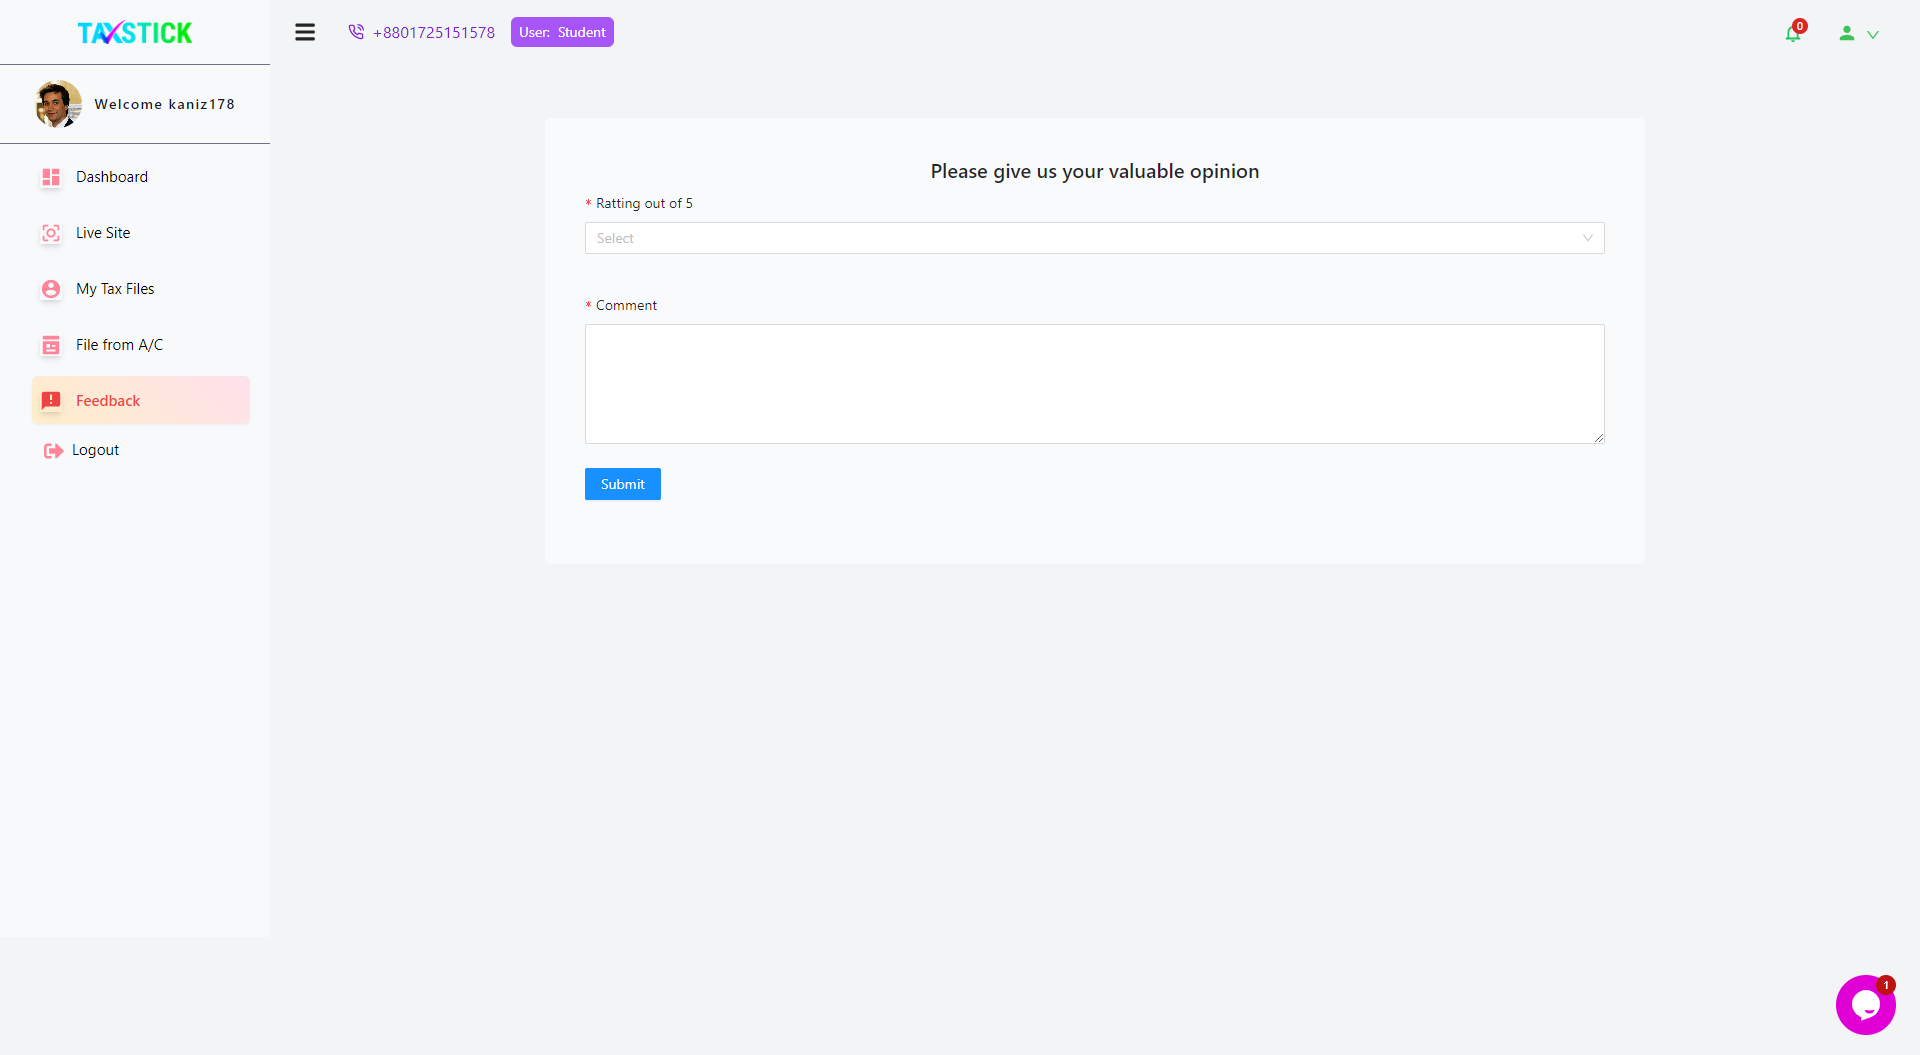 TAXSTICK
+8801725151578
User: Student
0
Welcome kaniz178
Dashboard
Live Site
My Tax Files
File from A/C
Feedback
Logout
Please give us your valuable opinion
* Ratting out of 5
Select
* Comment
Submit
1